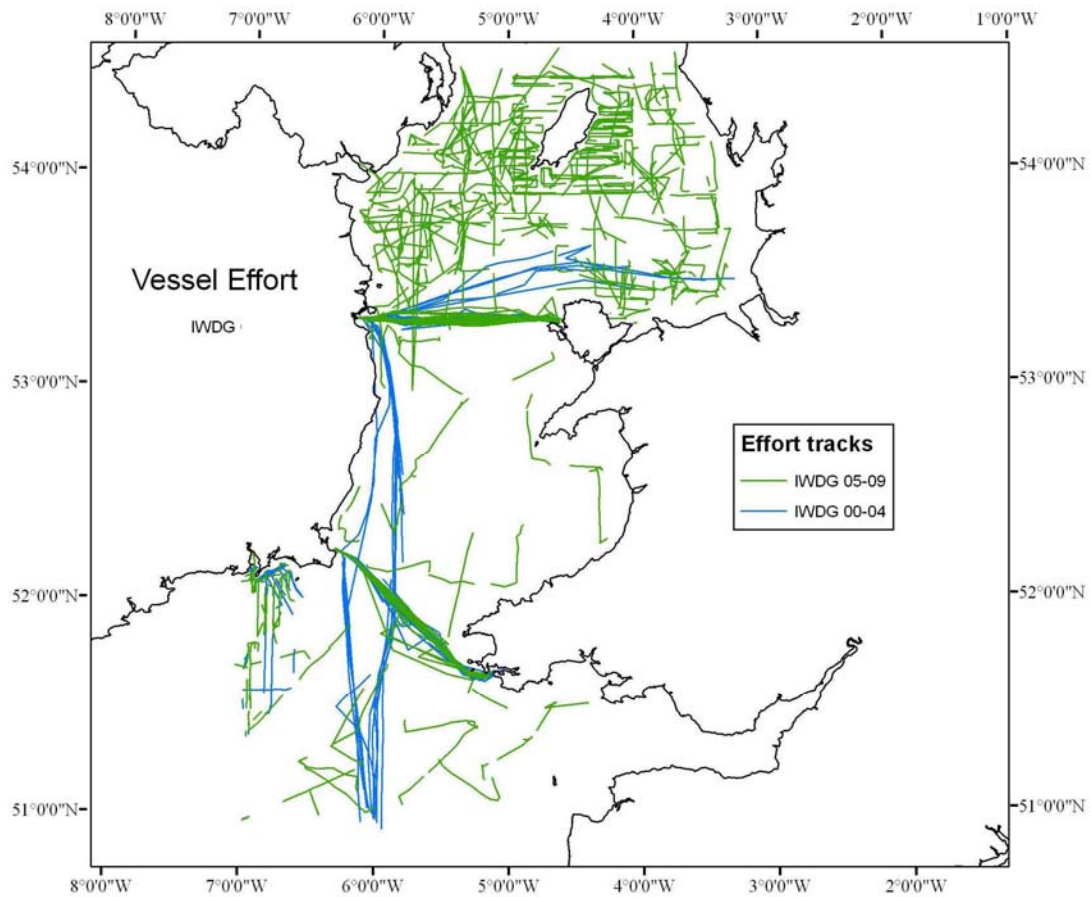 8°0'0"W 7°0'0"W 6°0'0"W 5°0'0"W 4°0'0"W 3°0'0"W 2°0'0"W 1°0'0"W
54°0'0"N 54°0'0"N
Vessel Effort
IWDG
53°0'0"N 53°0'0"N
Effort tracks
IWDG 05-09
IWDG 00-04
52°0'0"N 52°0'0"N
51°0'0"N 51°0'0"N
8°0'0"W 7°0'0"W 6°0'0"W 5°0'0"W 4°0'0"W 3°0'0"W 2°0'0"W